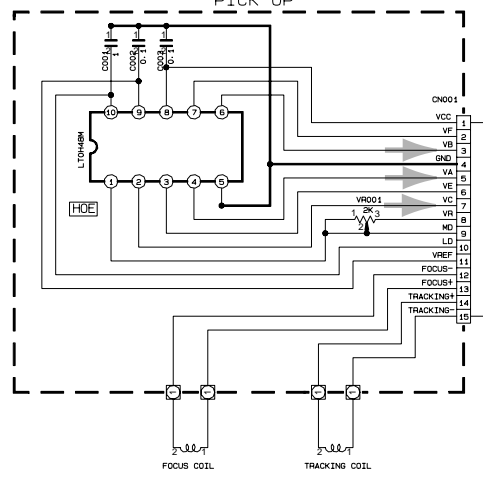 PICK UP
1 1 1
C001 C002 C003
1 0.1 0.1
CN001
10 9 8 7 6
LT0H48M
1 2 3 4 5
HOE
VCC 1
VF 2
VB 3
GND 4
VA 5
VE 6
VC 7
VR 8
MD 9
LD 10
VREF 11
FOCUS- 12
FOCUS+ 13
TRACKING+ 14
TRACKING- 15
VR001
2K
1 3
2
2 1
FOCUS COIL
2 1
TRACKING COIL